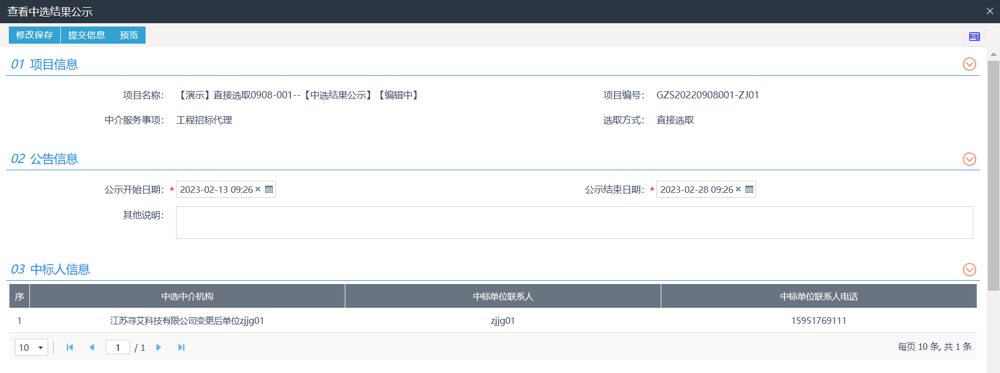 查看中选结果公示
修改保存 提交信息 预览
01 项目信息
项目名称： 【演示】直接选取0908-001--【中选结果公示】【编辑中】 项目编号： GZS20220908001-ZJ01
中介服务事项： 工程招标代理 选取方式： 直接选取
02 公告信息
公示开始日期：* 2023-02-13 09:26 公示结束日期：* 2023-02-28 09:26
其他说明：
03 中标人信息
序 中选中介机构 中标单位联系人 中标单位联系人电话
1 江苏寻艾科技有限公司变更后单位zjjg01 zjjg01 15951769111
10 1 / 1 每页 10 条, 共 1 条